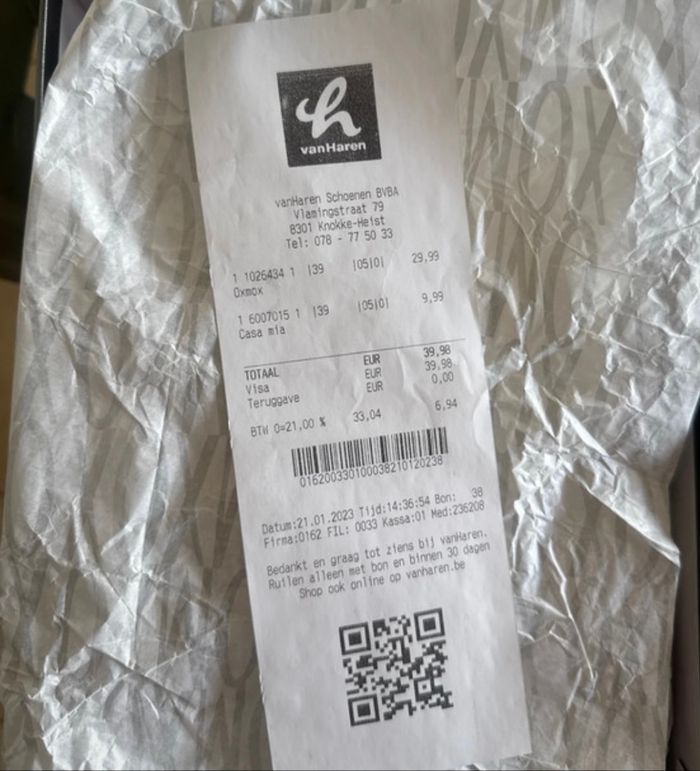 vanHaren
vanHaren Schoenen BVBA
Vlamingstraat 79
8301 Knokke-Heist
Tel: 078 - 77 50 33
1 1026434 1 |39 |05|0| 29,99
Oxmox
1 6007015 1 |39 |05|0| 9,99
Casa mia
TOTAAL EUR 39,98
Visa EUR 39,98
Teruggave EUR 0,00
BTW 0=21,00 % 33,04 6,94
016200330100038210120238
Datum:21.01.2023 Tijd:14:36:54 Bon: 38
Firma:0162 FIL: 0033 Kassa:01 Med:236208
Bedankt en graag tot ziens bij vanHaren.
Ruilen alleen met bon en binnen 30 dagen
Shop ook online op vanharen.be